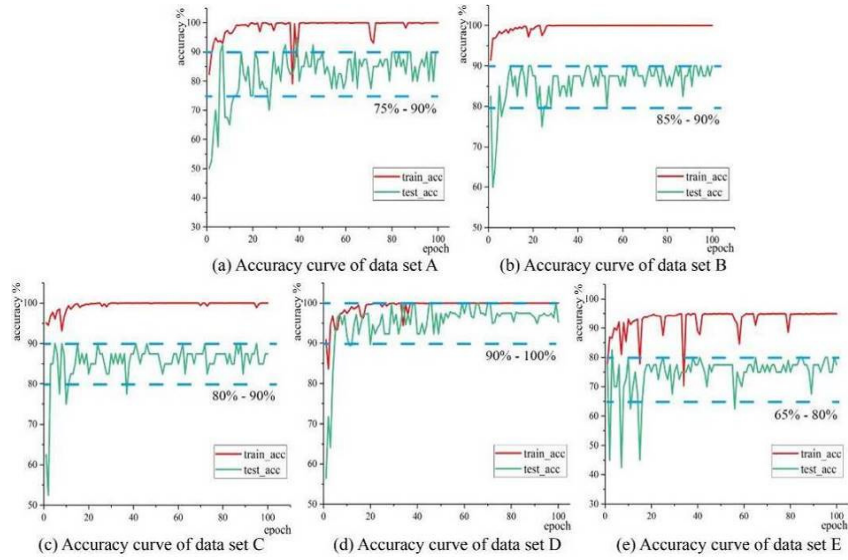 accuracy %
100
90
80
70
60
50
40
30
75% - 90%
train_acc
test_acc
0
20
40
60
80
100
epoch
(a) Accuracy curve of data set A
accuracy %
100
90
80
70
60
50
85% - 90%
train_acc
test_acc
0
20
40
60
80
100
epoch
(b) Accuracy curve of data set B
accuracy %
100
90
80
70
60
50
80% - 90%
train_acc
test_acc
0
20
40
60
80
100
epoch
(c) Accuracy curve of data set C
accuracy %
100
90
80
70
60
50
90% - 100%
train_acc
test_acc
0
20
40
60
80
100
epoch
(d) Accuracy curve of data set D
accuracy %
100
90
80
70
60
50
40
30
65% - 80%
train_acc
test_acc
0
20
40
60
80
100
epoch
(e) Accuracy curve of data set E